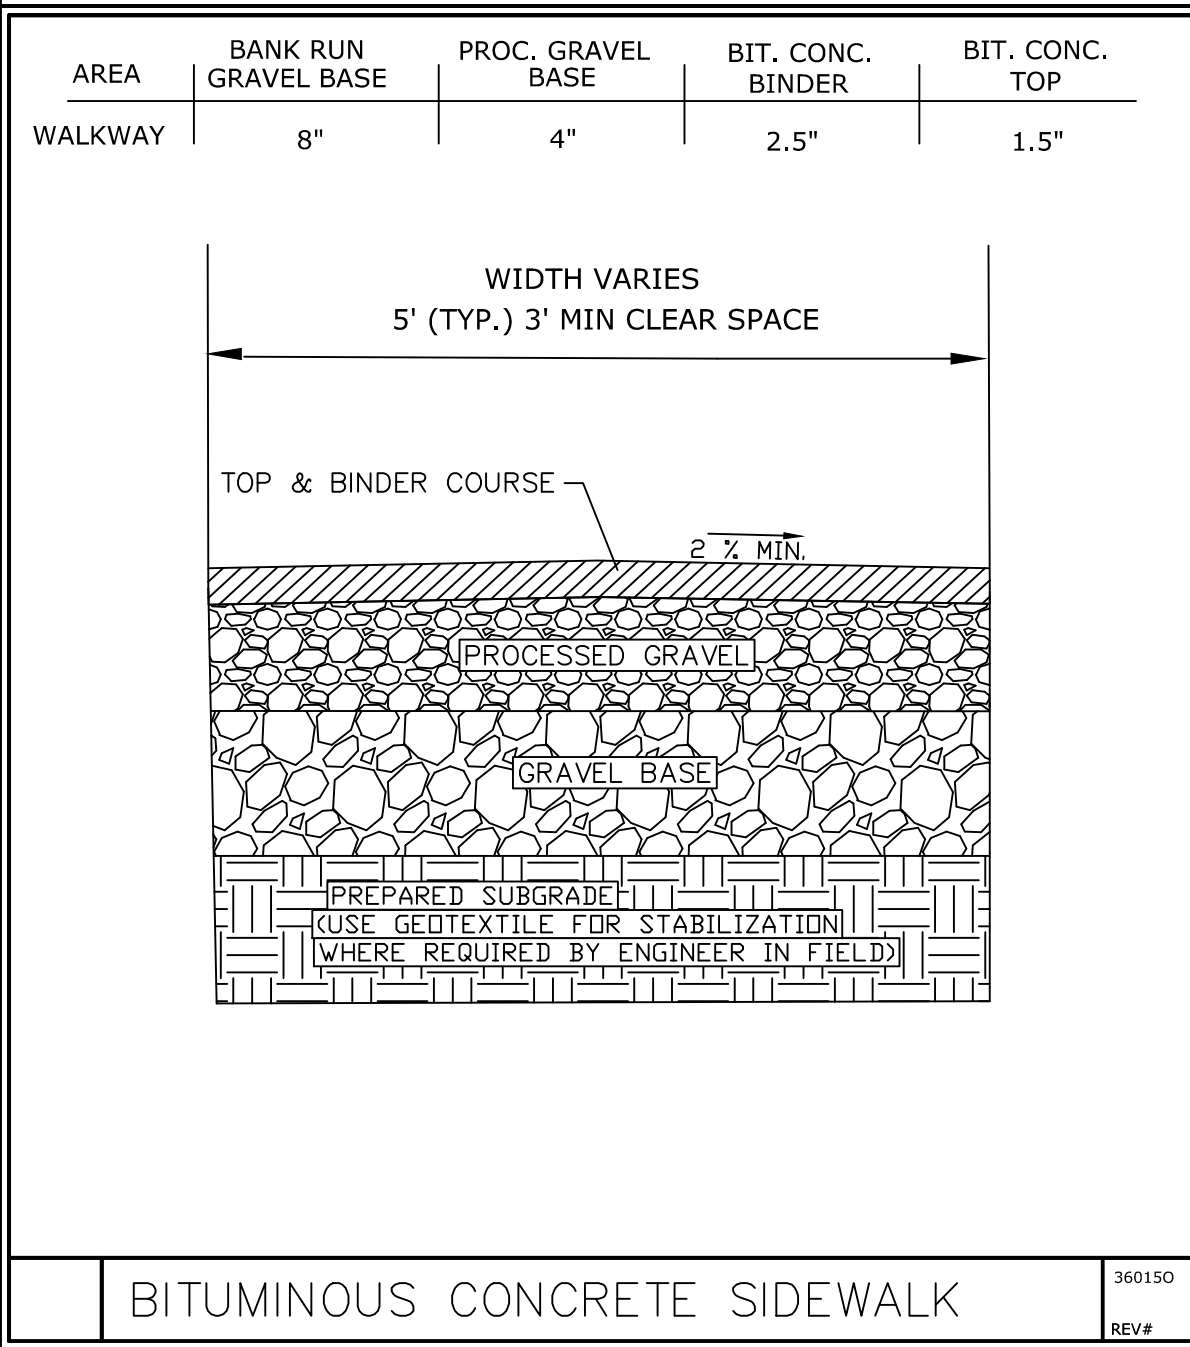 AREA
BANK RUN
GRAVEL BASE
PROC. GRAVEL
BASE
BIT. CONC.
BINDER
BIT. CONC.
TOP
WALKWAY
8"
4"
2.5"
1.5"
WIDTH VARIES
5' (TYP.) 3' MIN CLEAR SPACE
TOP & BINDER COURSE
2 % MIN.
PROCESSED GRAVEL
GRAVEL BASE
PREPARED SUBGRADE
(USE GEOTEXTILE FOR STABILIZATION
WHERE REQUIRED BY ENGINEER IN FIELD)
BITUMINOUS CONCRETE SIDEWALK
36015O
REV#